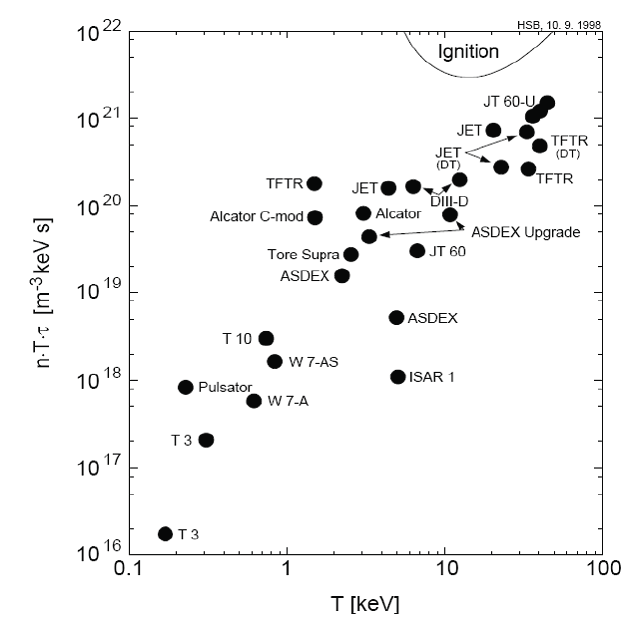 HSB, 10. 9. 1998
10^22
Ignition
JT 60-U
10^21
JET
JET
(DT)
TFTR
(DT)
TFTR
TFTR
JET
DIII-D
10^20
Alcator C-mod
Alcator
ASDEX Upgrade
Tore Supra
JT 60
ASDEX
10^19
ASDEX
T 10
W 7-AS
ISAR 1
10^18
Pulsator
W 7-A
T 3
10^17
T 3
10^16
n·T·τ [m^-3 keV s]
0.1 1 10 100
T [keV]